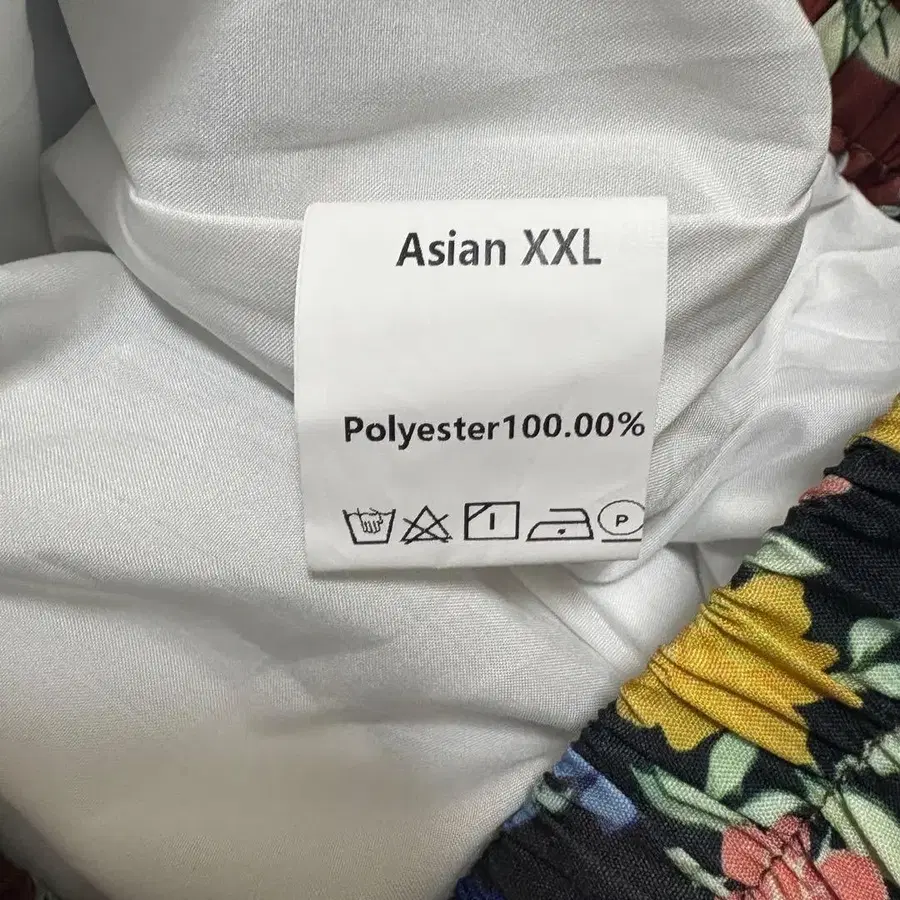 Asian XXL
Polyester100.00%
P